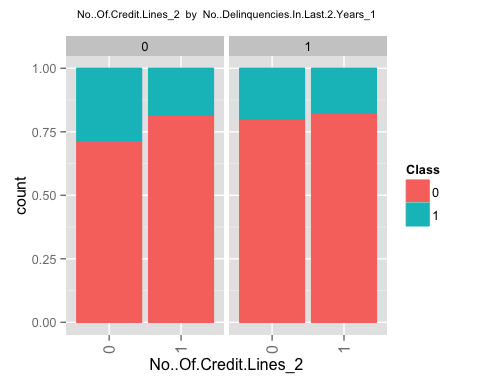 No..Of.Credit.Lines_2 by No..Delinquencies.In.Last.2.Years_1
0 1
1.00
0.75
0.50
0.25
0.00
count
0 1 0 1
No..Of.Credit.Lines_2
Class
0
1